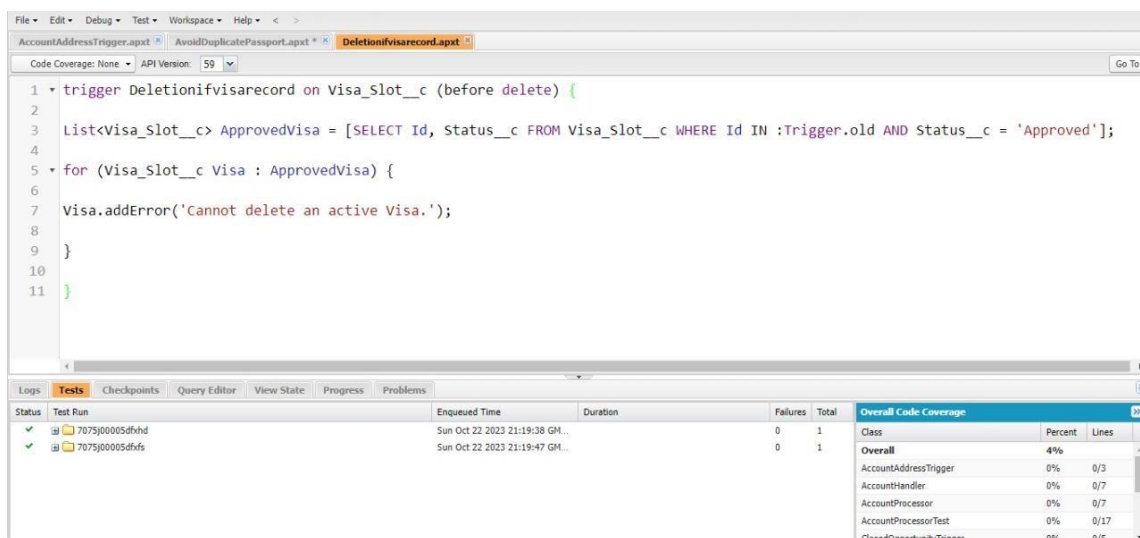 File Edit Debug Test Workspace Help < >
AccountAddressTrigger.apxt AvoidDuplicatePassport.apxt * Deletionifvisarecord.apxt
Code Coverage: None API Version: 59 Go To
1 trigger Deletionifvisarecord on Visa_Slot__c (before delete) {
2
3 List<Visa_Slot__c> ApprovedVisa = [SELECT Id, Status__c FROM Visa_Slot__c WHERE Id IN :Trigger.old AND Status__c = 'Approved'];
4
5 for (Visa_Slot__c Visa : ApprovedVisa) {
6
7 Visa.addError('Cannot delete an active Visa.');
8
9 }
10
11 }
Logs Tests Checkpoints Query Editor View State Progress Problems
Status Test Run Enqueued Time Duration Failures Total Overall Code Coverage
7075j00005dfxhd Sun Oct 22 2023 21:19:38 GM... 0 1 Class Percent Lines
7075j00005dfxfs Sun Oct 22 2023 21:19:47 GM... 0 1 Overall 4%
AccountAddressTrigger 0% 0/3
AccountHandler 0% 0/7
AccountProcessor 0% 0/7
AccountProcessorTest 0% 0/17
ClosedOpportunityTrigger 0% 0/5